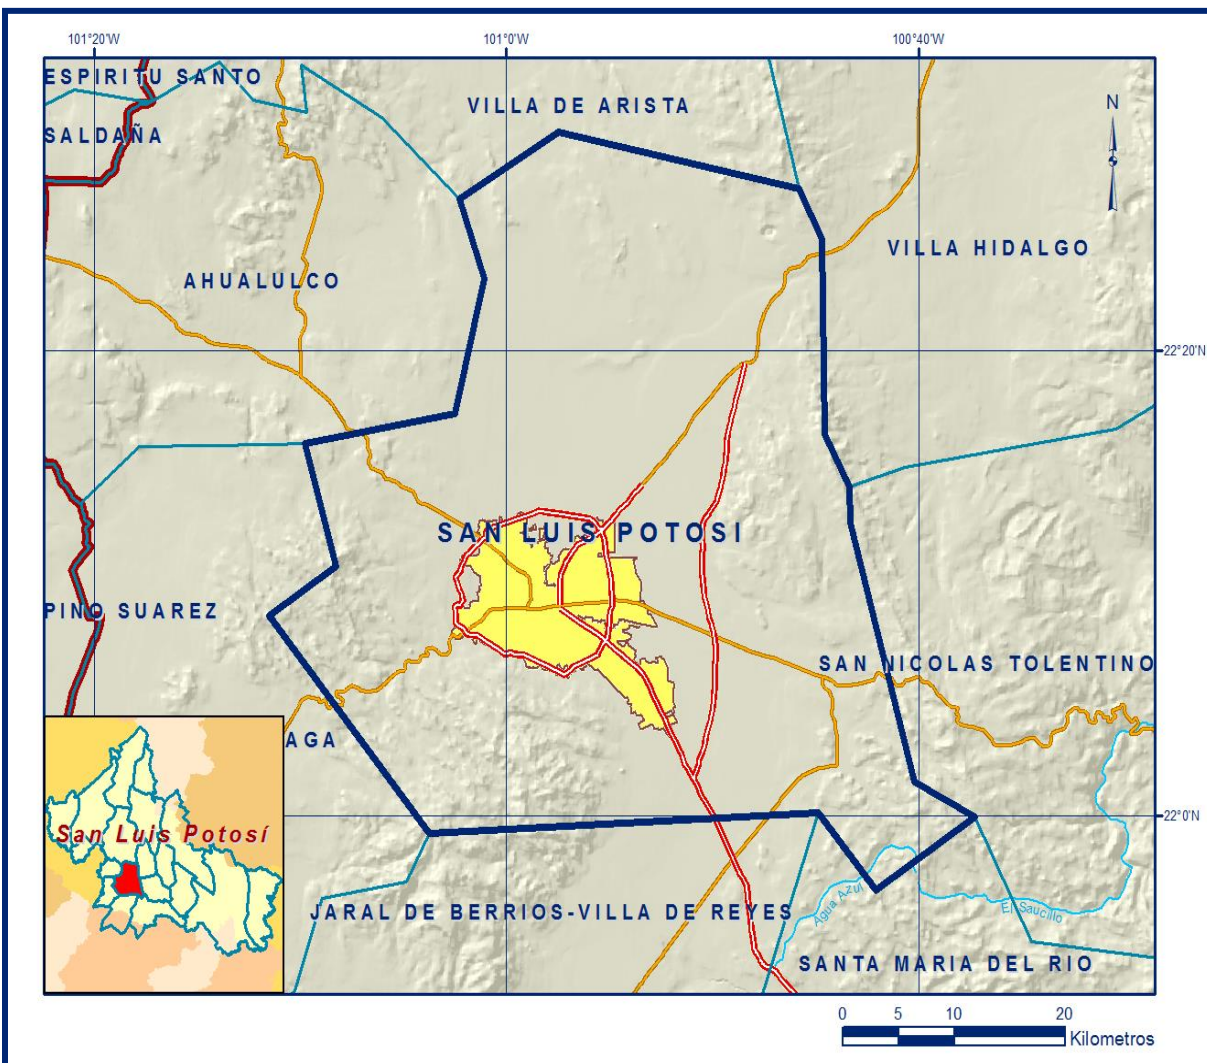 101°20'W
101°0'W
100°40'W
ESPIRITU SANTO
VILLA DE ARISTA
N
SALDAÑA
VILLA HIDALGO
AHUALULCO
22°20'N
SAN LUIS POTOSI
PINO SUAREZ
SAN NICOLAS TOLENTINO
AGA
22°0'N
San Luis Potosí
Agua Azul
El Saucillo
JARAL DE BERRIOS-VILLA DE REYES
SANTA MARIA DEL RIO
0 5 10 20
Kilometros